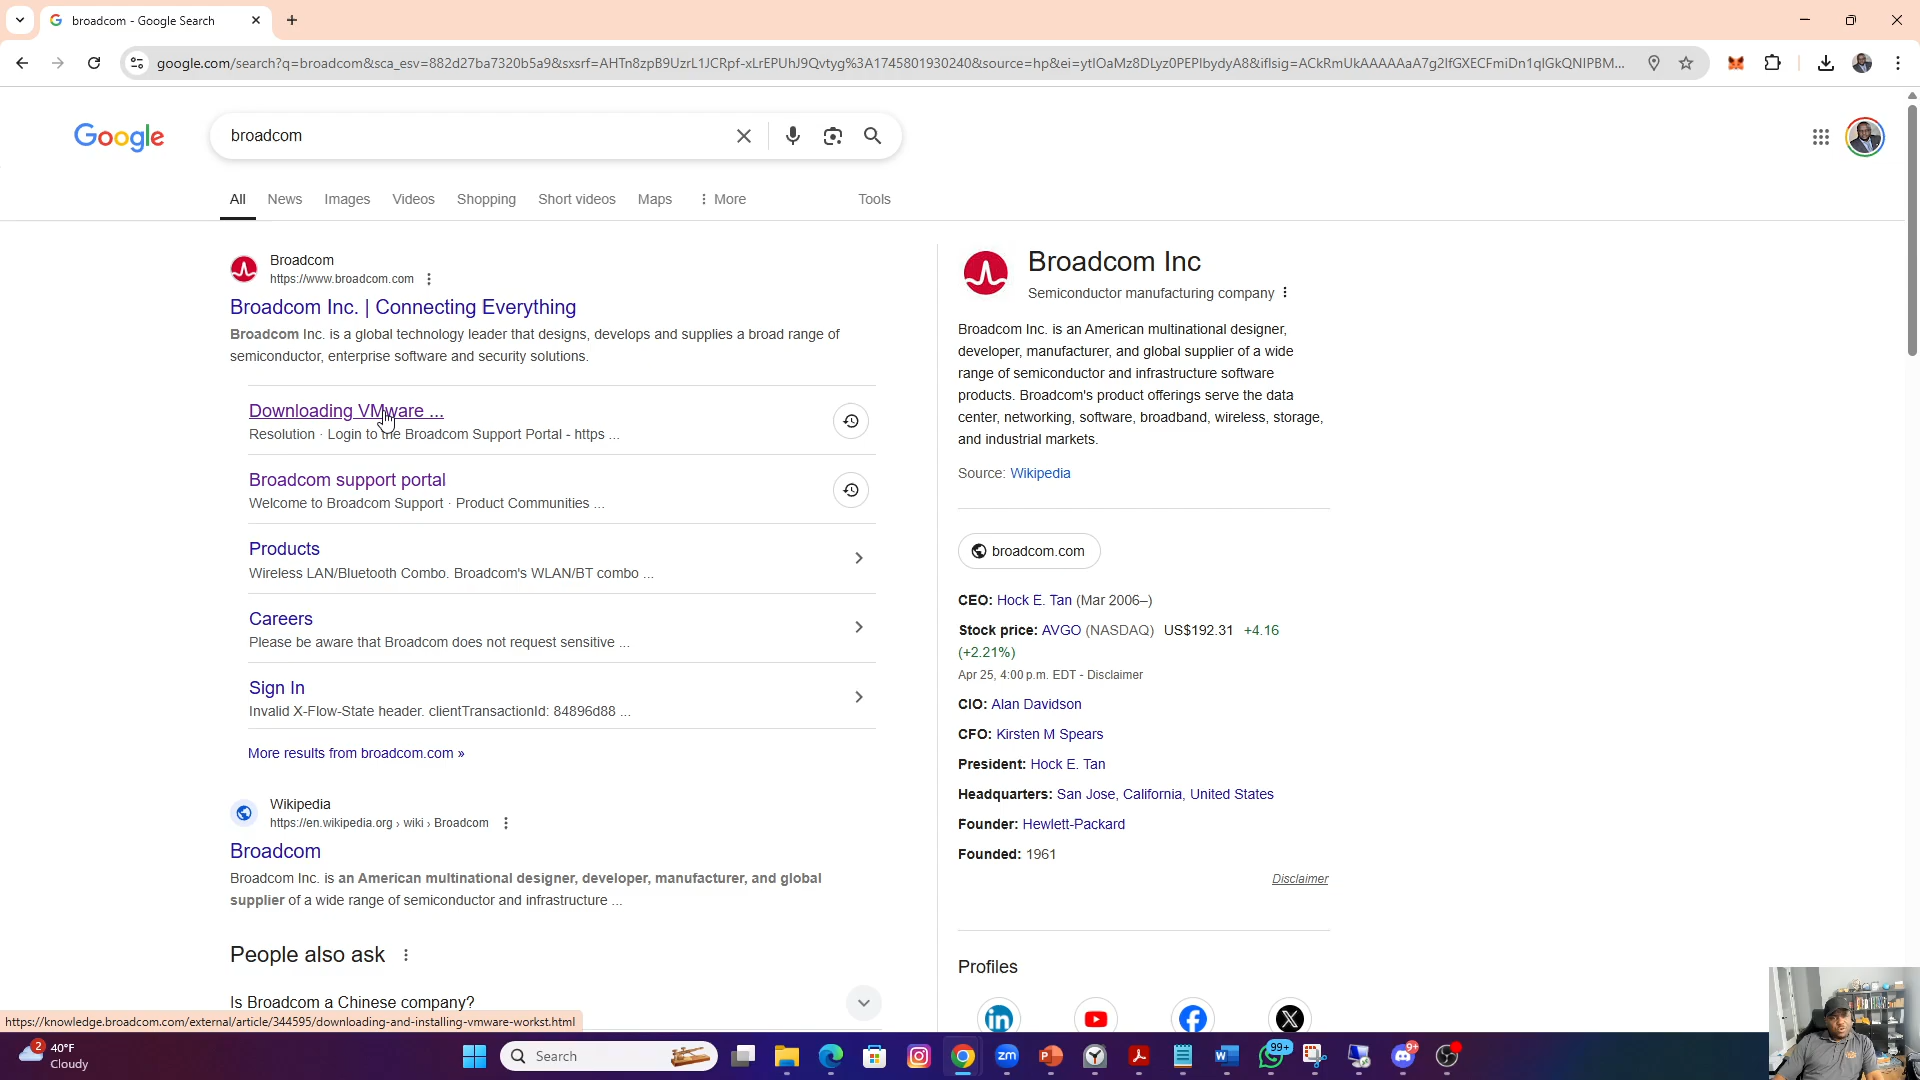 broadcom - Google Search
google.com/search?q=broadcom&sca_esv=882d27ba7320b5a9&sxsrf=AHTn8zpB9UzrL1JCRpf-xLrEPUhJ9Qvtyg%3A1745801930240&source=hp&ei=ytIOaMz8DLyz0PEPIbydyA8&iflsig=ACkRmUkAAAAAaA7g2IfGXECFmiDn1qIGkQNIPBM...
Google
broadcom
All
News
Images
Videos
Shopping
Short videos
Maps
More
Tools
Broadcom
https://www.broadcom.com
Broadcom Inc. | Connecting Everything
Broadcom Inc. is a global technology leader that designs, develops and supplies a broad range of
semiconductor, enterprise software and security solutions.
Downloading VMware ...
Resolution · Login to the Broadcom Support Portal - https ...
Broadcom support portal
Welcome to Broadcom Support · Product Communities ...
Products
Wireless LAN/Bluetooth Combo. Broadcom's WLAN/BT combo ...
Careers
Please be aware that Broadcom does not request sensitive ...
Sign In
Invalid X-Flow-State header. clientTransactionId: 84896d88 ...
More results from broadcom.com »
Wikipedia
https://en.wikipedia.org › wiki › Broadcom
Broadcom
Broadcom Inc. is an American multinational designer, developer, manufacturer, and global
supplier of a wide range of semiconductor and infrastructure ...
People also ask
Is Broadcom a Chinese company?
https://knowledge.broadcom.com/external/article/344595/downloading-and-installing-vmware-workst.html
Broadcom Inc
Semiconductor manufacturing company
Broadcom Inc. is an American multinational designer,
developer, manufacturer, and global supplier of a wide
range of semiconductor and infrastructure software
products. Broadcom's product offerings serve the data
center, networking, software, broadband, wireless, storage,
and industrial markets.
Source: Wikipedia
broadcom.com
CEO: Hock E. Tan (Mar 2006–)
Stock price: AVGO (NASDAQ) US$192.31 +4.16
(+2.21%)
Apr 25, 4:00 p.m. EDT - Disclaimer
CIO: Alan Davidson
CFO: Kirsten M Spears
President: Hock E. Tan
Headquarters: San Jose, California, United States
Founder: Hewlett-Packard
Founded: 1961
Disclaimer
Profiles
2
40°F
Cloudy
Search
zm
99+
9+